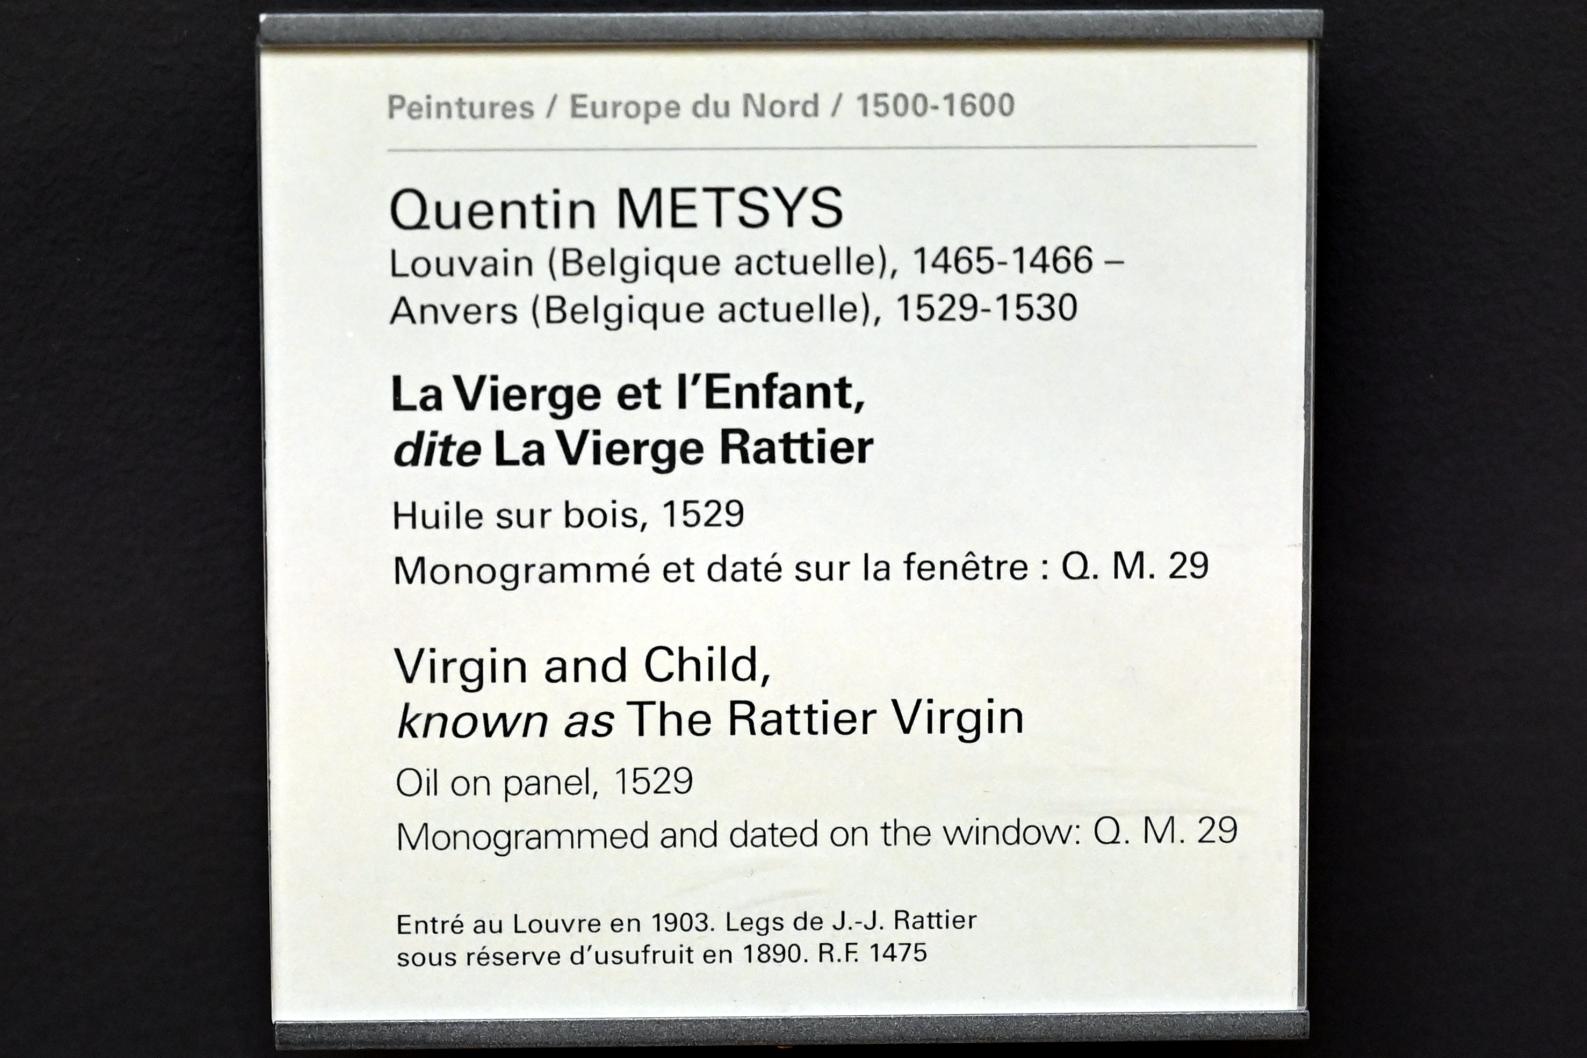 Peintures / Europe du Nord / 1500-1600
Quentin METSYS
Louvain (Belgique actuelle), 1465-1466 –
Anvers (Belgique actuelle), 1529-1530
La Vierge et l'Enfant,
dite La Vierge Rattier
Huile sur bois, 1529
Monogrammé et daté sur la fenêtre : Q. M. 29
Virgin and Child,
known as The Rattier Virgin
Oil on panel, 1529
Monogrammed and dated on the window: Q. M. 29
Entré au Louvre en 1903. Legs de J.-J. Rattier
sous réserve d'usufruit en 1890. R.F. 1475